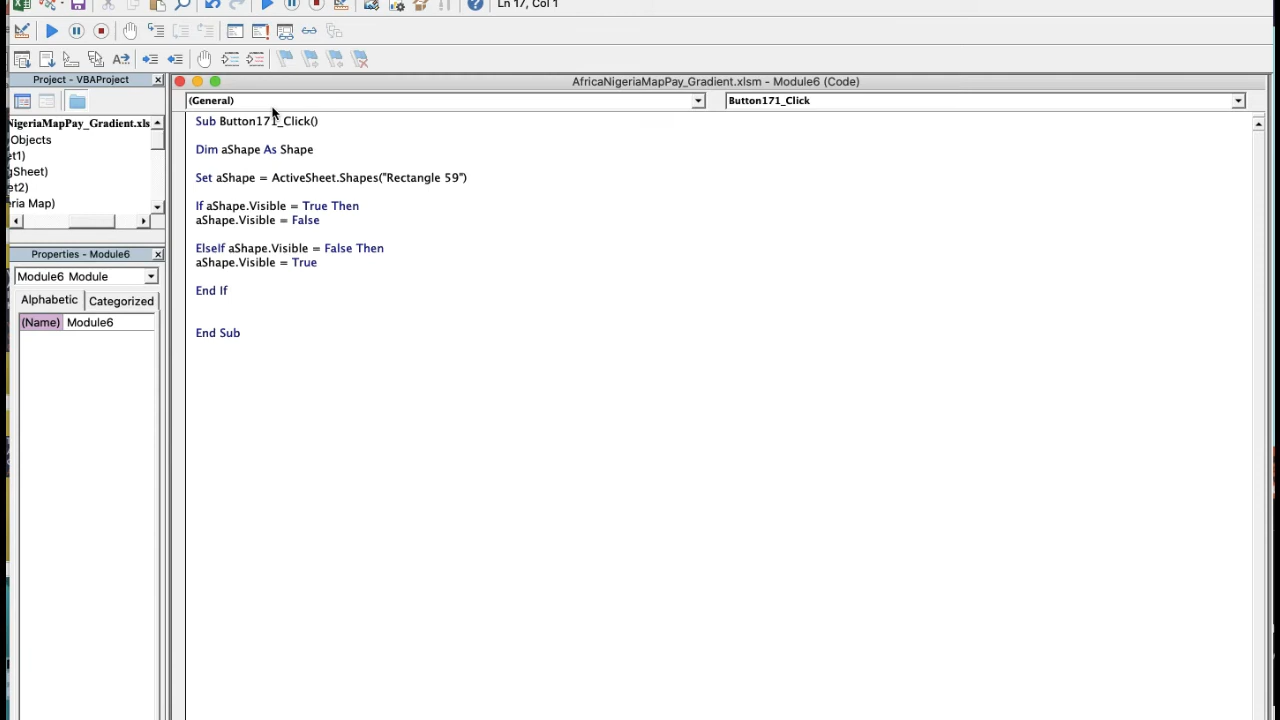 Ln 17, Col 1
Project - VBAProject
AfricaNigeriaMapPay_Gradient.xlsm - Module6 (Code)
NigeriaMapPay_Gradient.xls
Objects
et1)
gSheet)
et2)
eria Map)
(General)
Button171_Click
Properties - Module6
Module6 Module
Alphabetic
Categorized
(Name) Module6
Sub Button171_Click()
Dim aShape As Shape
Set aShape = ActiveSheet.Shapes("Rectangle 59")
If aShape.Visible = True Then
aShape.Visible = False
ElseIf aShape.Visible = False Then
aShape.Visible = True
End If
End Sub